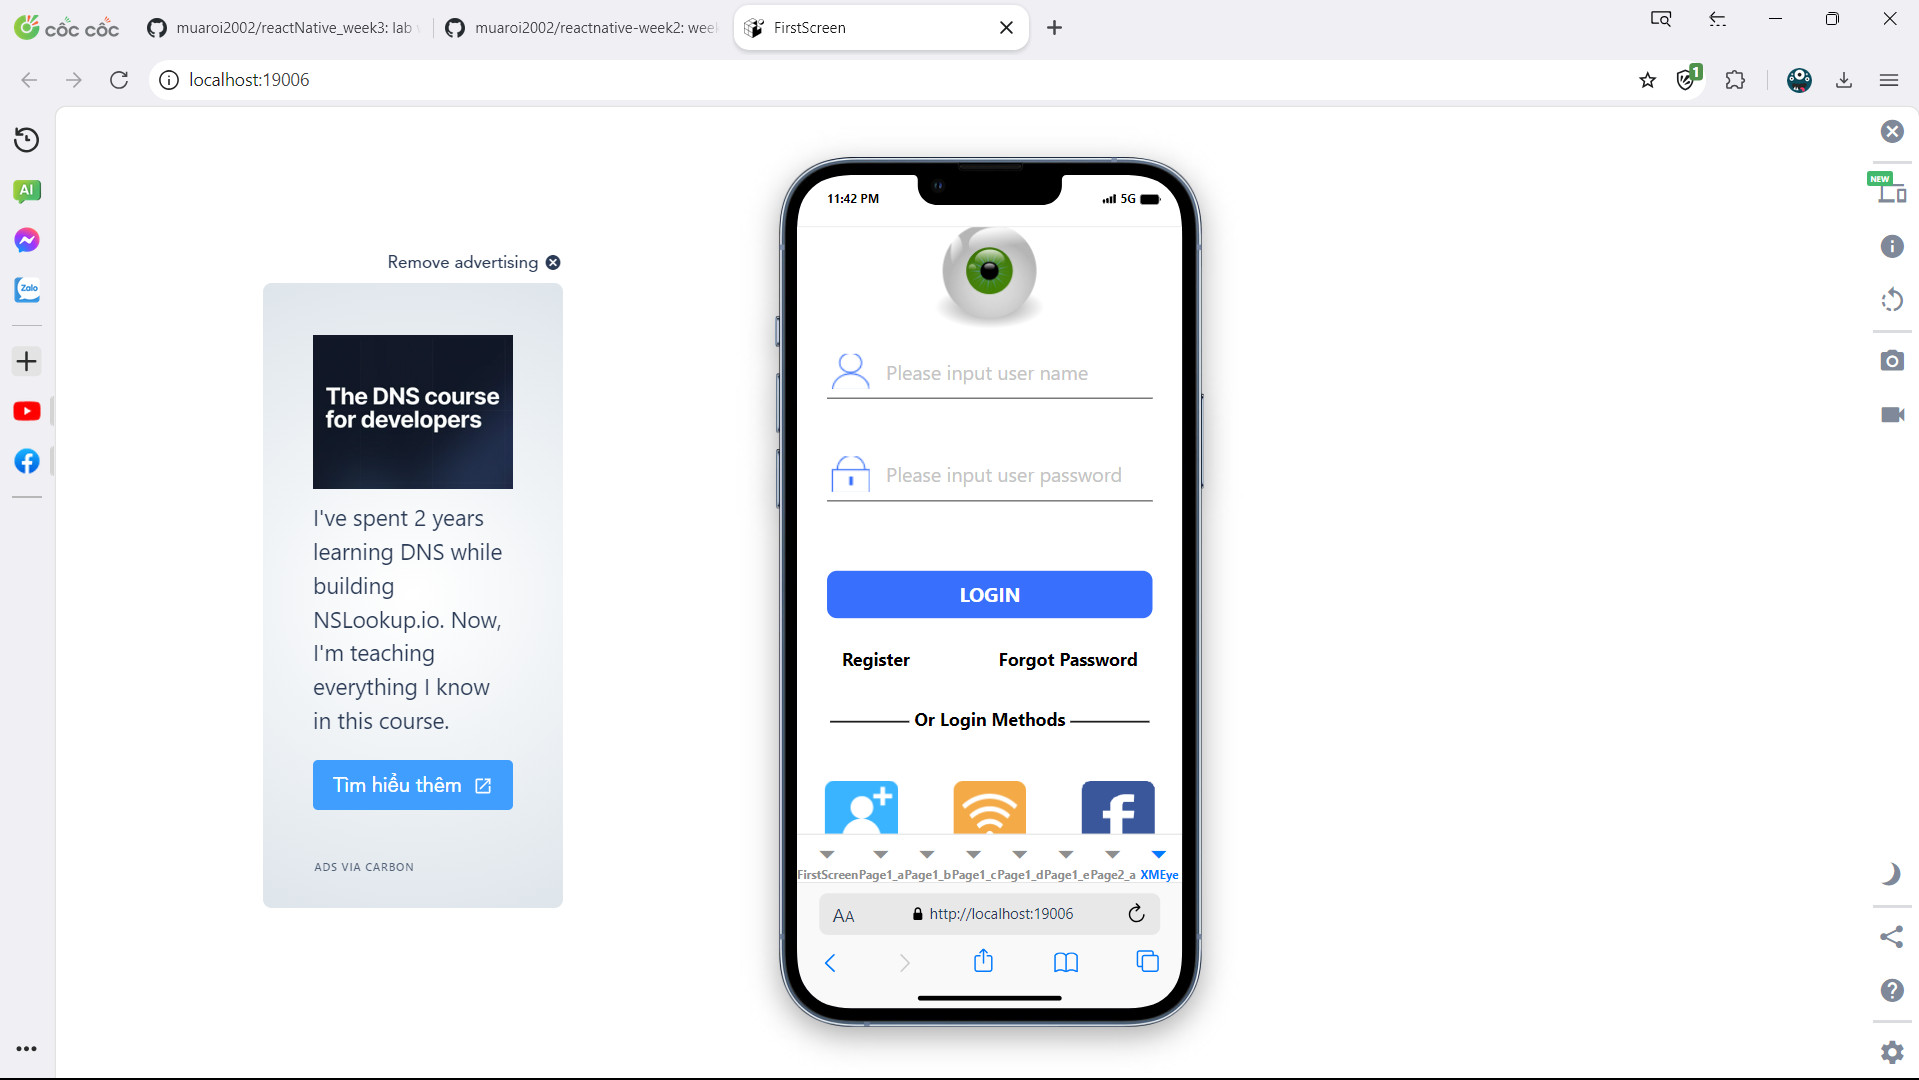 cốc cốc
muaroi2002/reactNative_week3: lab
muaroi2002/reactnative-week2: week
FirstScreen
localhost:19006
1
AI
Zalo
NEW
Remove advertising
The DNS course
for developers
I've spent 2 years
learning DNS while
building
NSLookup.io. Now,
I'm teaching
everything I know
in this course.
Tìm hiểu thêm
ADS VIA CARBON
11:42 PM
5G
Please input user name
Please input user password
LOGIN
Register
Forgot Password
Or Login Methods
FirstScreen
Page1_a
Page1_b
Page1_c
Page1_d
Page1_e
Page2_a
XMEye
AA
http://localhost:19006